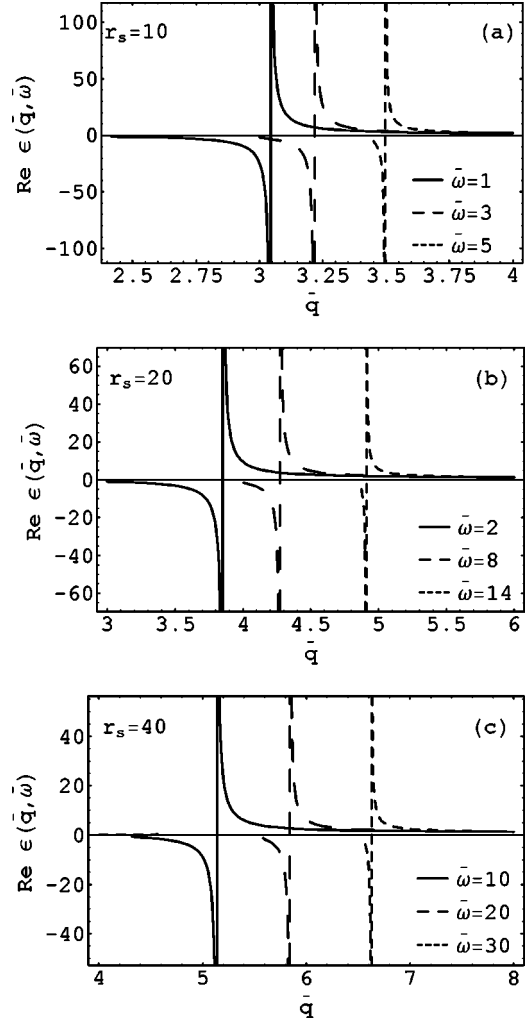 r_s=10
(a)
100
50
0
-50
-100
Re ϵ(q̄,ω̄)
ω̄=1
ω̄=3
ω̄=5
2.5 2.75 3 3.25 3.5 3.75 4
q̄
r_s=20
(b)
60
40
20
0
-20
-40
-60
Re ϵ(q̄,ω̄)
ω̄=2
ω̄=8
ω̄=14
3 3.5 4 4.5 5 5.5 6
q̄
r_s=40
(c)
40
20
0
-20
-40
Re ϵ(q̄,ω̄)
ω̄=10
ω̄=20
ω̄=30
4 5 6 7 8
q̄